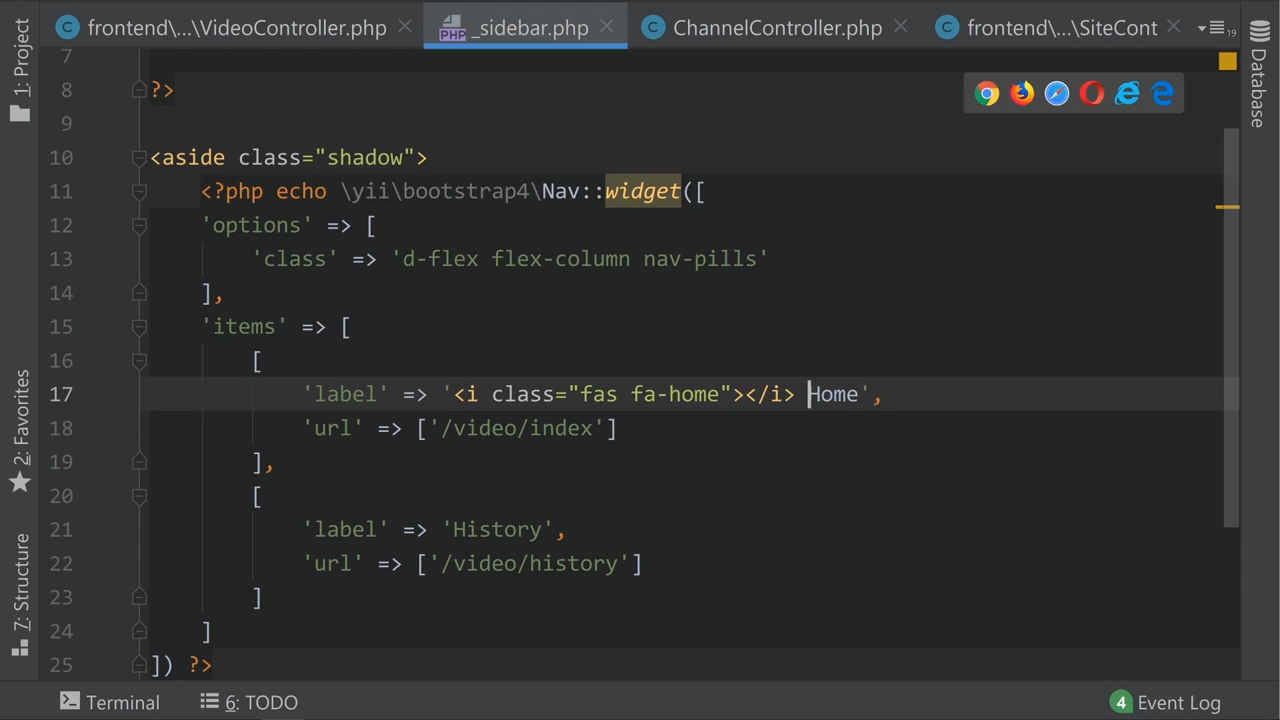 frontend\...\VideoController.php
_sidebar.php
ChannelController.php
frontend\...\SiteCont
19
1: Project
2: Favorites
7: Structure
Database
PHP
7
8 ?>
9
10 <aside class="shadow">
11 <?php echo \yii\bootstrap4\Nav::widget([
12 'options' => [
13 'class' => 'd-flex flex-column nav-pills'
14 ],
15 'items' => [
16 [
17 'label' => '<i class="fas fa-home"></i> Home',
18 'url' => ['/video/index']
19 ],
20 [
21 'label' => 'History',
22 'url' => ['/video/history']
23 ]
24 ]
25 ]) ?>
Terminal
6: TODO
4 Event Log